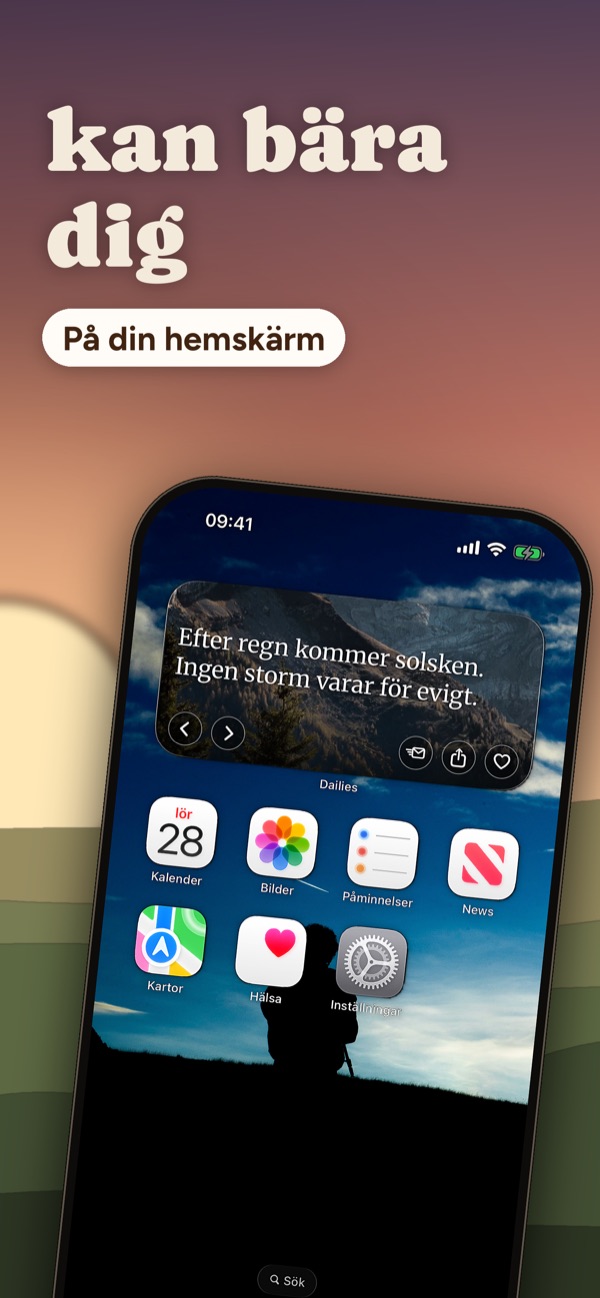 kan bära
dig
På din hemskärm
09:41
Efter regn kommer solsken.
Ingen storm varar för evigt.
Dailies
lör
28
Kalender
Bilder
Påminnelser
News
Kartor
Hälsa
Inställningar
Sök